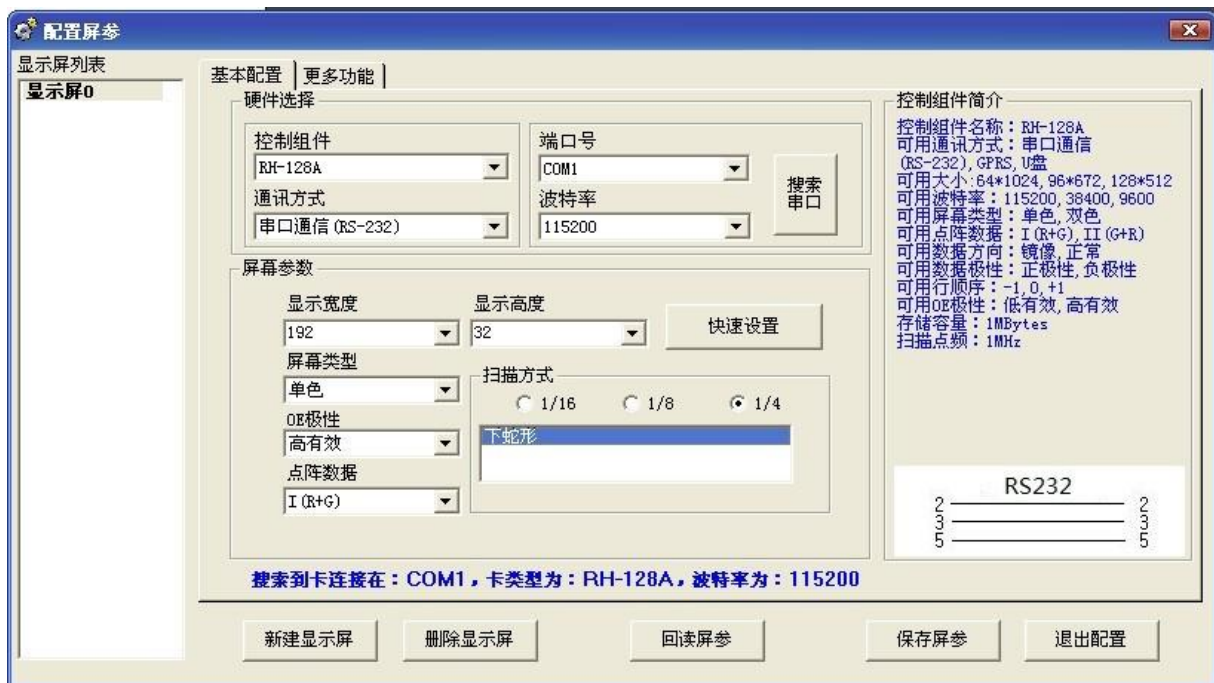 配置屏参
显示屏列表
显示屏0
基本配置
更多功能
硬件选择
控制组件
RH-128A
通讯方式
串口通信(RS-232)
端口号
COM1
波特率
115200
搜索
串口
屏幕参数
显示宽度
192
显示高度
32
快速设置
屏幕类型
单色
OE极性
高有效
点阵数据
I(R+G)
扫描方式
1/16
1/8
1/4
下蛇形
搜索到卡连接在：COM1，卡类型为：RH-128A，波特率为：115200
控制组件简介
控制组件名称：RH-128A
可用通讯方式：串口通信
(RS-232),GPRS,U盘
可用大小:64*1024,96*672,128*512
可用波特率：115200,38400,9600
可用屏幕类型：单色,双色
可用点阵数据：I(R+G),II(G+R)
可用数据方向：镜像,正常
可用数据极性：正极性,负极性
可用行顺序：-1,0,+1
可用OE极性：低有效,高有效
存储容量：1MBytes
扫描点频：1MHz
RS232
2 2
3 3
5 5
新建显示屏
删除显示屏
回读屏参
保存屏参
退出配置